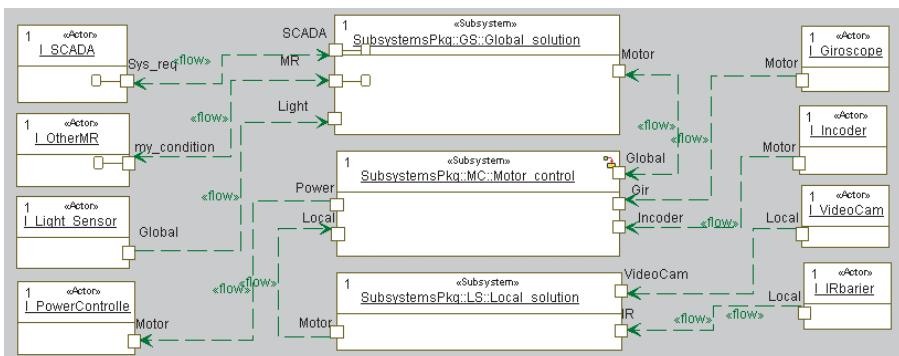 1 «Actor»
I_SCADA
Sys_req
«flow»
SCADA
MR
Light
1 «Subsystem»
SubsystemsPkg::GS::Global_solution
Motor
1 «Actor»
I_Giroscope
Motor
«flow»
1 «Actor»
I_OtherMR
my_condition
«flow»
1 «Actor»
I_Incoder
Motor
1 «Subsystem»
SubsystemsPkg::MC::Motor_control
Global
Gir
Incoder
Power
Local
«flow»
1 «Actor»
I_Light_Sensor
Global
1 «Actor»
I_VideoCam
Local
1 «Subsystem»
SubsystemsPkg::LS::Local_solution
VideoCam
IR
Motor
«flow»
«flow»
1 «Actor»
I_PowerControlle
Motor
1 «Actor»
I_IRbarier
Local
«flow»
«flow»